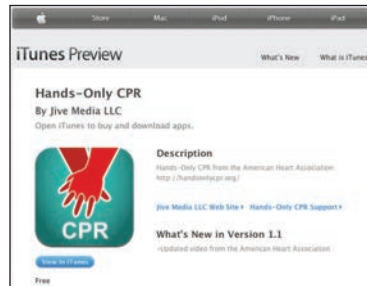 Store Mac iPod iPhone iPad
iTunes Preview
What's New What is iTunes
Hands-Only CPR
By Jive Media LLC
Open iTunes to buy and download apps.
Description
Hands-Only CPR from the American Heart Association
http://handsonlycpr.org/
Jive Media LLC Web Site Hands-Only CPR Support
What's New in Version 1.1
-Updated video from the American Heart Association
CPR
View In iTunes
Free